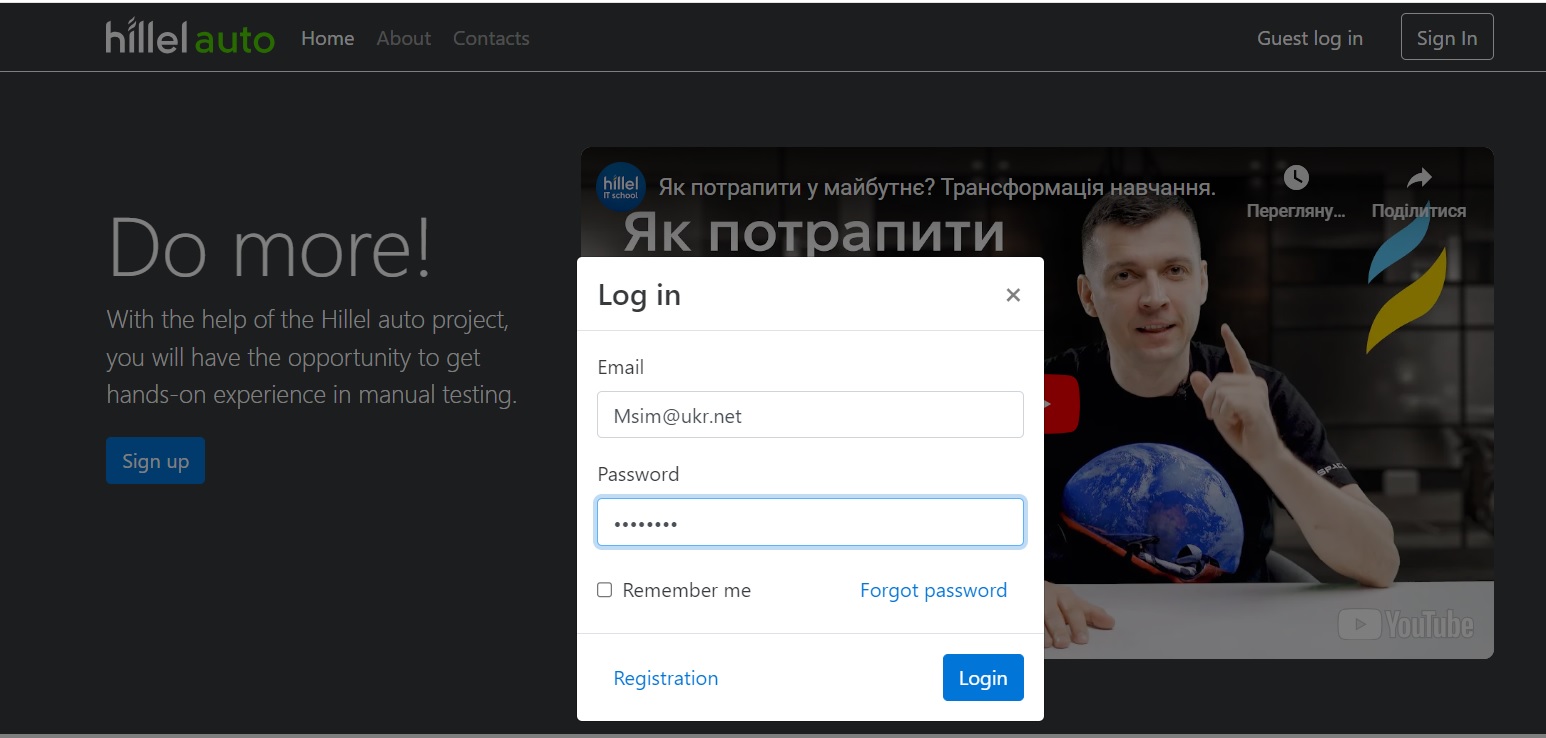 hillel auto Home About Contacts Guest log in Sign In
Do more!
With the help of the Hillel auto project,
you will have the opportunity to get
hands-on experience in manual testing.
Sign up
hillel
IT school
Як потрапити у майбутнє? Трансформація навчання.
Переглян...
Поділитися
Як потрапити
Log in ×
Email
Msim@ukr.net
Password
••••••••
Remember me Forgot password
Registration Login
SPAC
YouTube